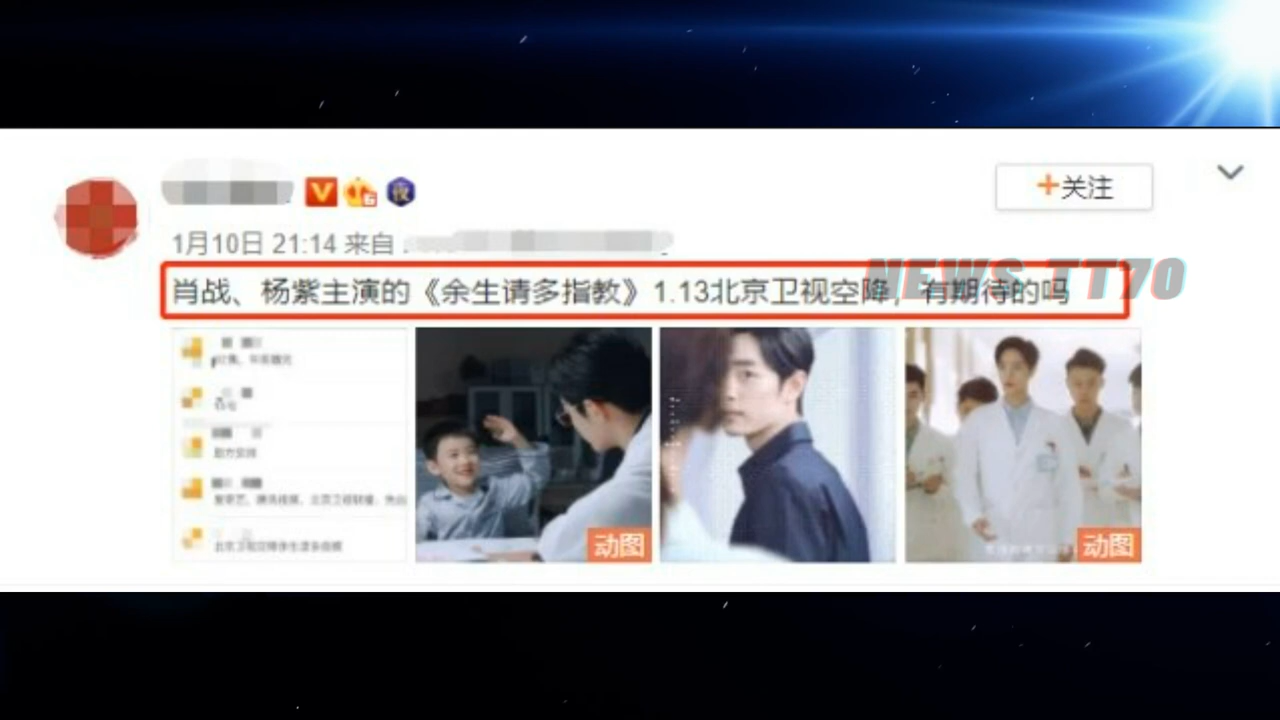 +关注
1月10日 21:14 来自
肖战、杨紫主演的《余生请多指教》1.13北京卫视空降，有期待的吗
NEWS TT70
动图
动图